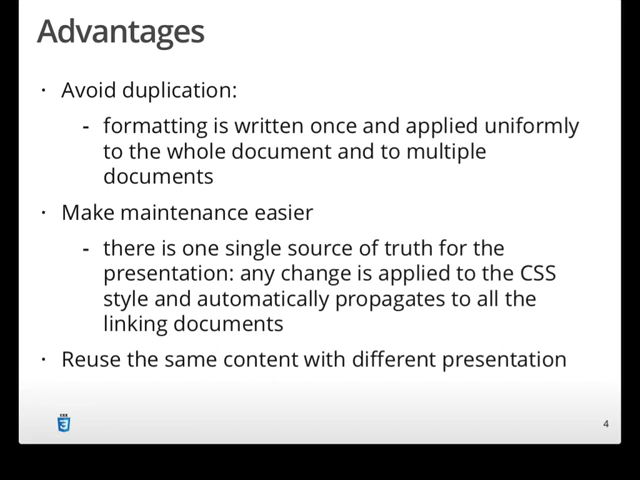 Advantages
· Avoid duplication:
- formatting is written once and applied uniformly
to the whole document and to multiple
documents
· Make maintenance easier
- there is one single source of truth for the
presentation: any change is applied to the CSS
style and automatically propagates to all the
linking documents
· Reuse the same content with different presentation
CSS
3
4